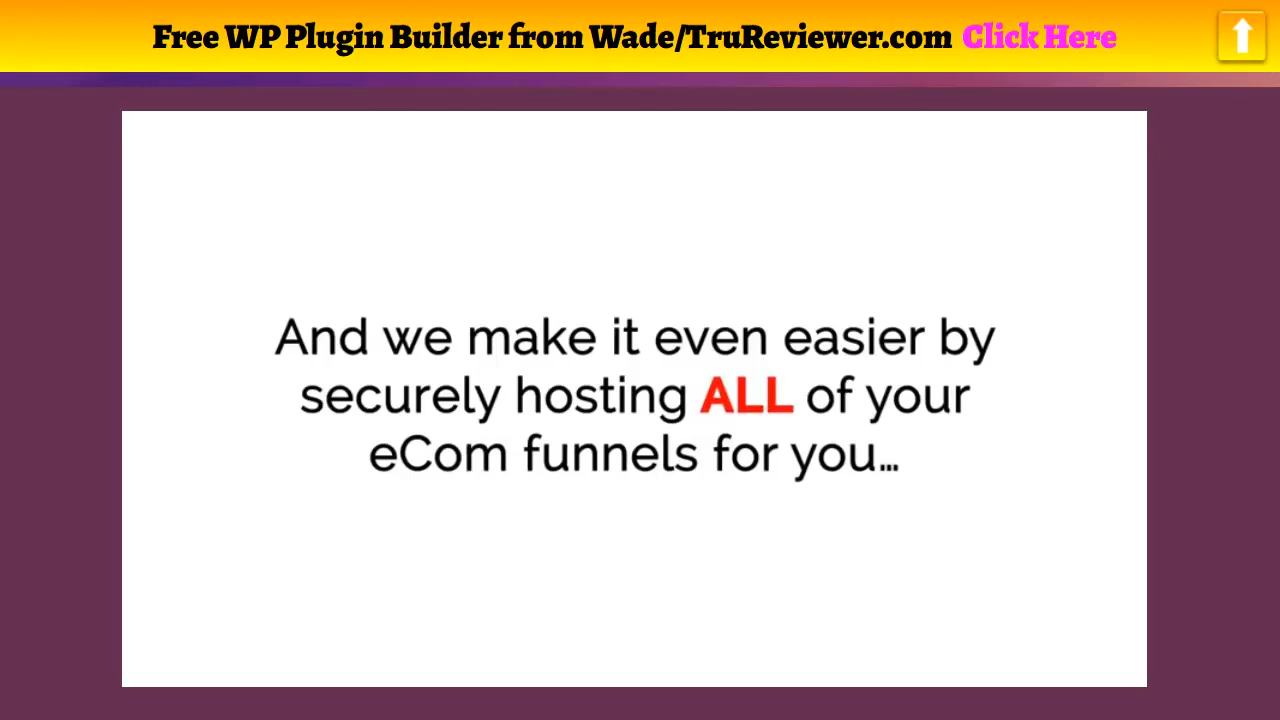 Free WP Plugin Builder from Wade/TruReviewer.com Click Here
And we make it even easier by
securely hosting ALL of your
eCom funnels for you...